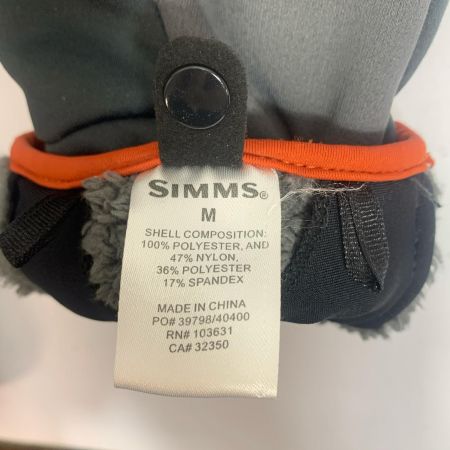 SIMMS®
M
SHELL COMPOSITION:
100% POLYESTER, AND
47% NYLON,
36% POLYESTER
17% SPANDEX
MADE IN CHINA
PO# 39798/40400
RN# 103631
CA# 32350